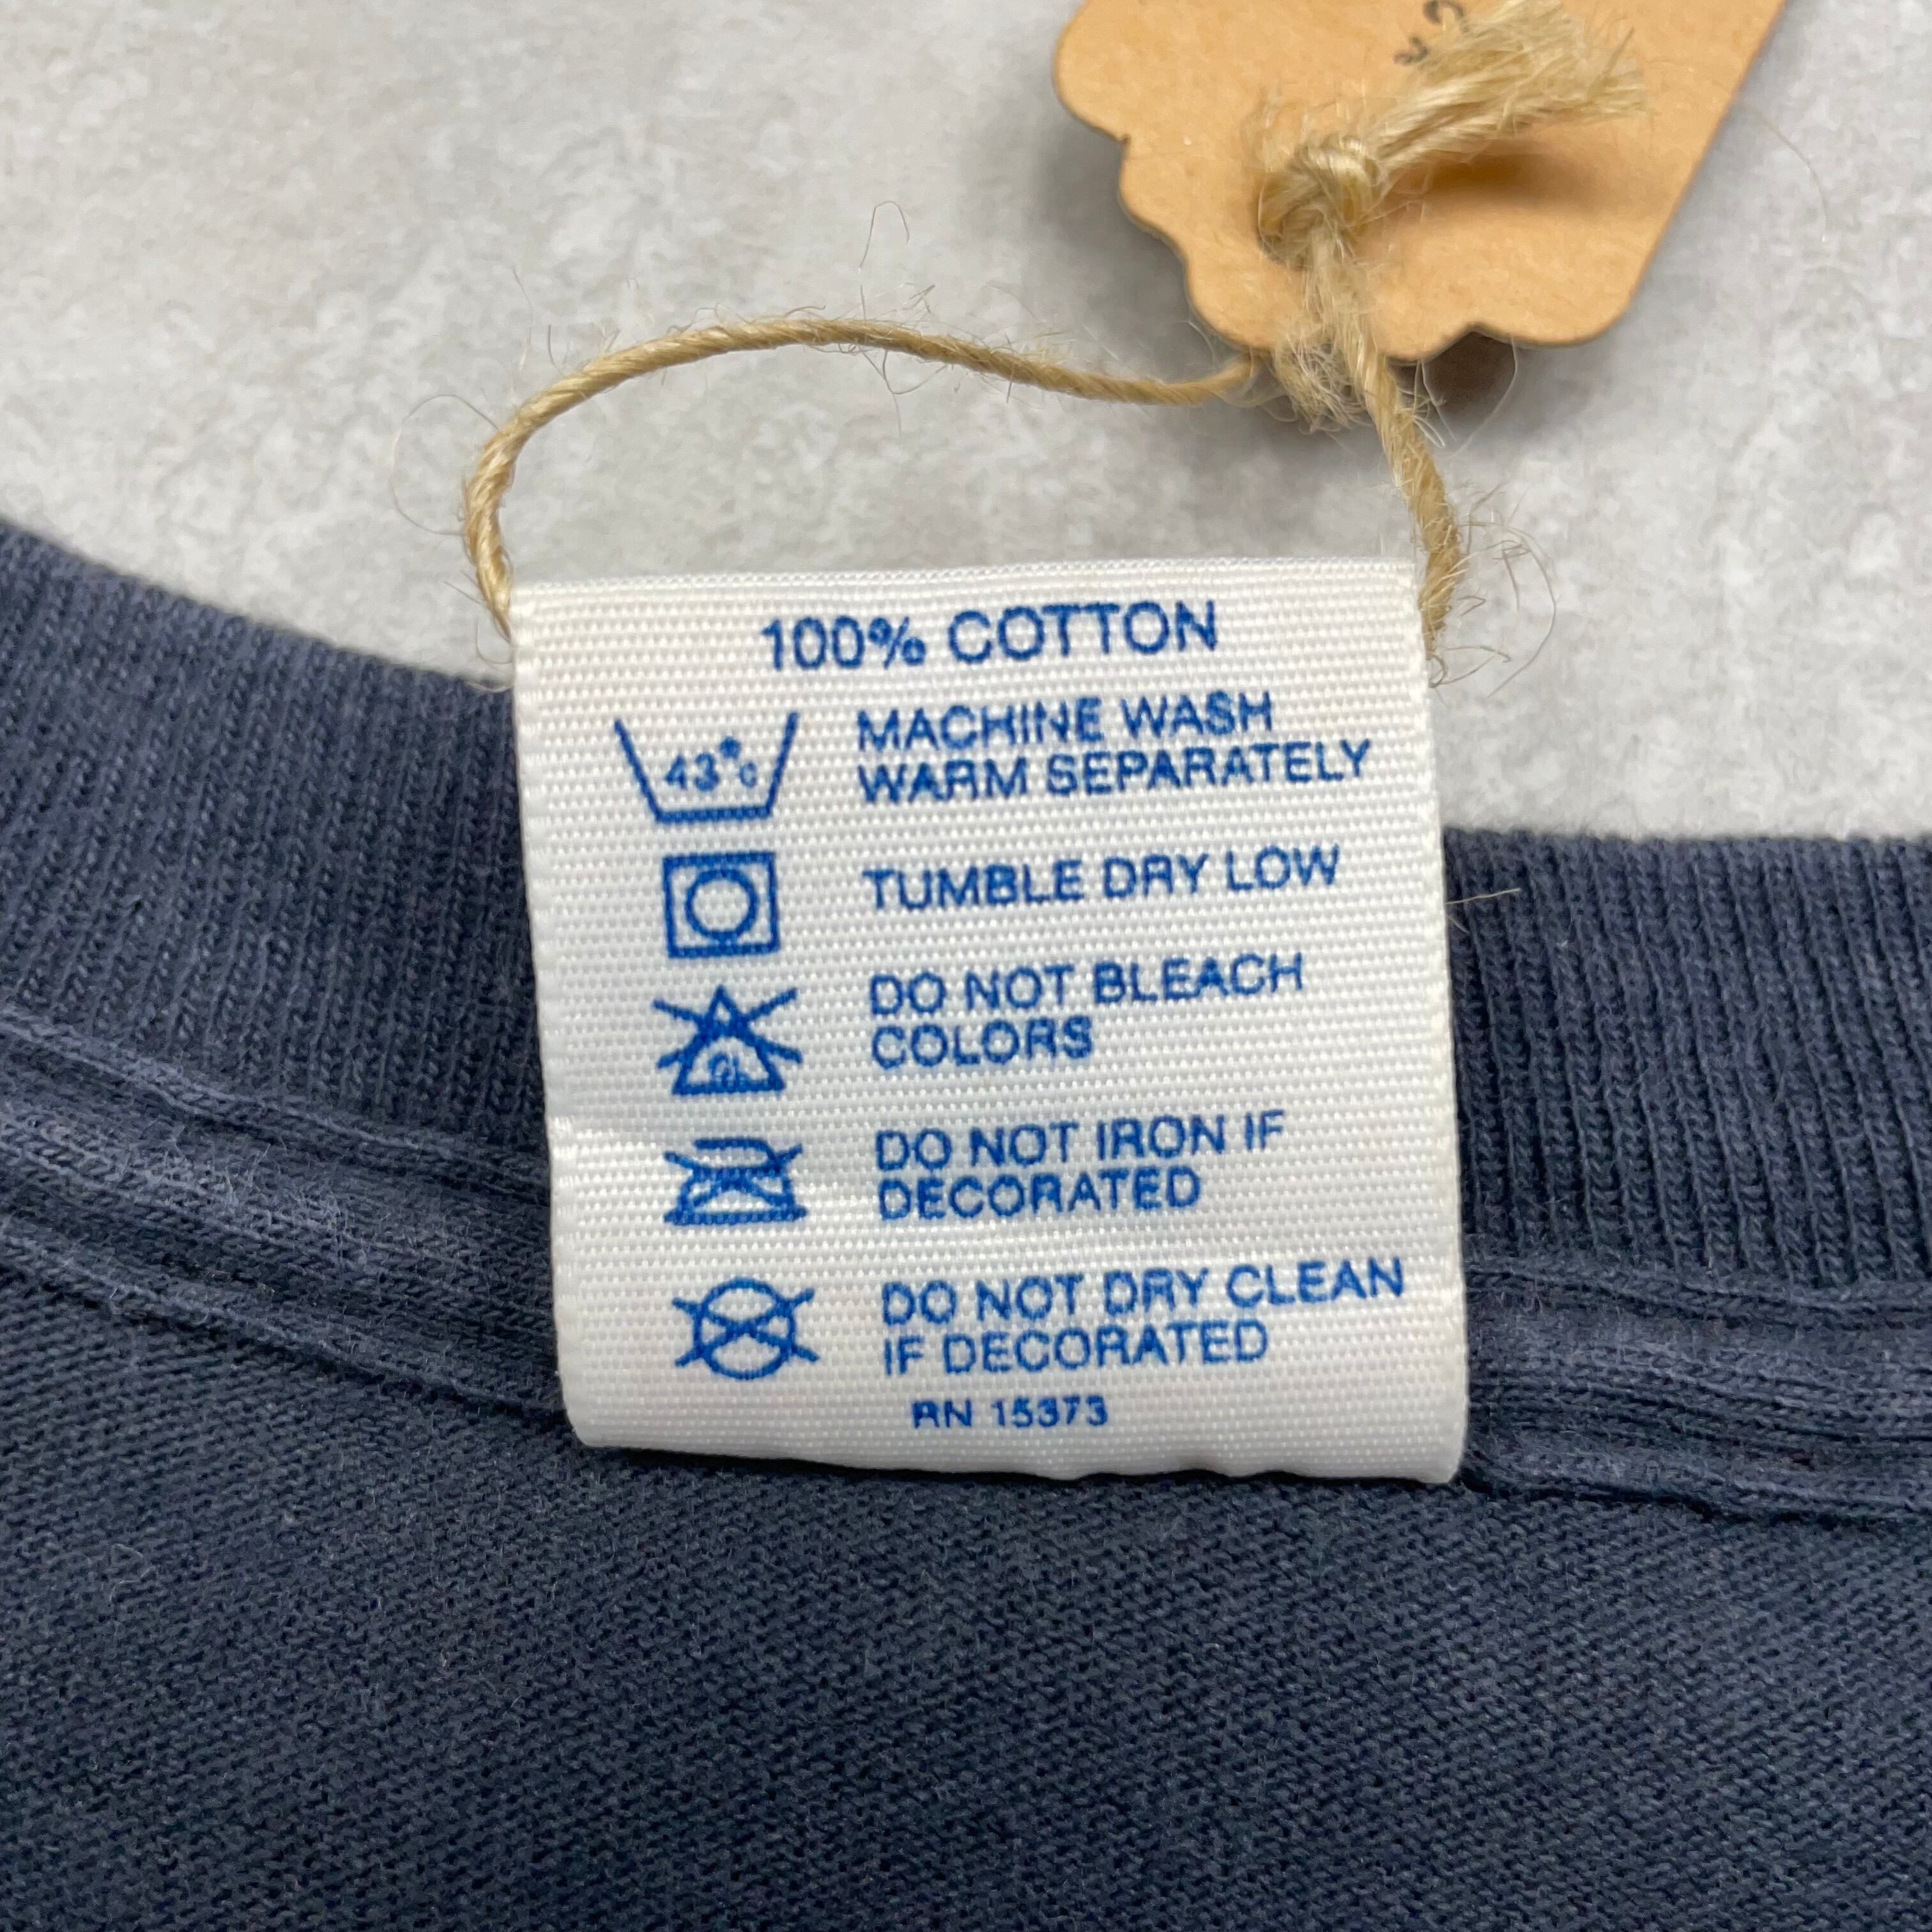 100% COTTON
43°C
MACHINE WASH
WARM SEPARATELY
TUMBLE DRY LOW
CL
DO NOT BLEACH
COLORS
DO NOT IRON IF
DECORATED
DO NOT DRY CLEAN
IF DECORATED
RN 15373